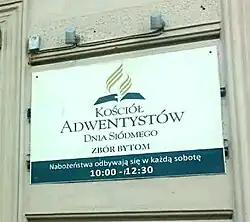 KOŚCIÓŁ
ADWENTYSTÓW
DNIA SIÓDMEGO
ZBÓR BYTOM
Nabożeństwa odbywają się w każdą sobotę
10:00 - 12:30